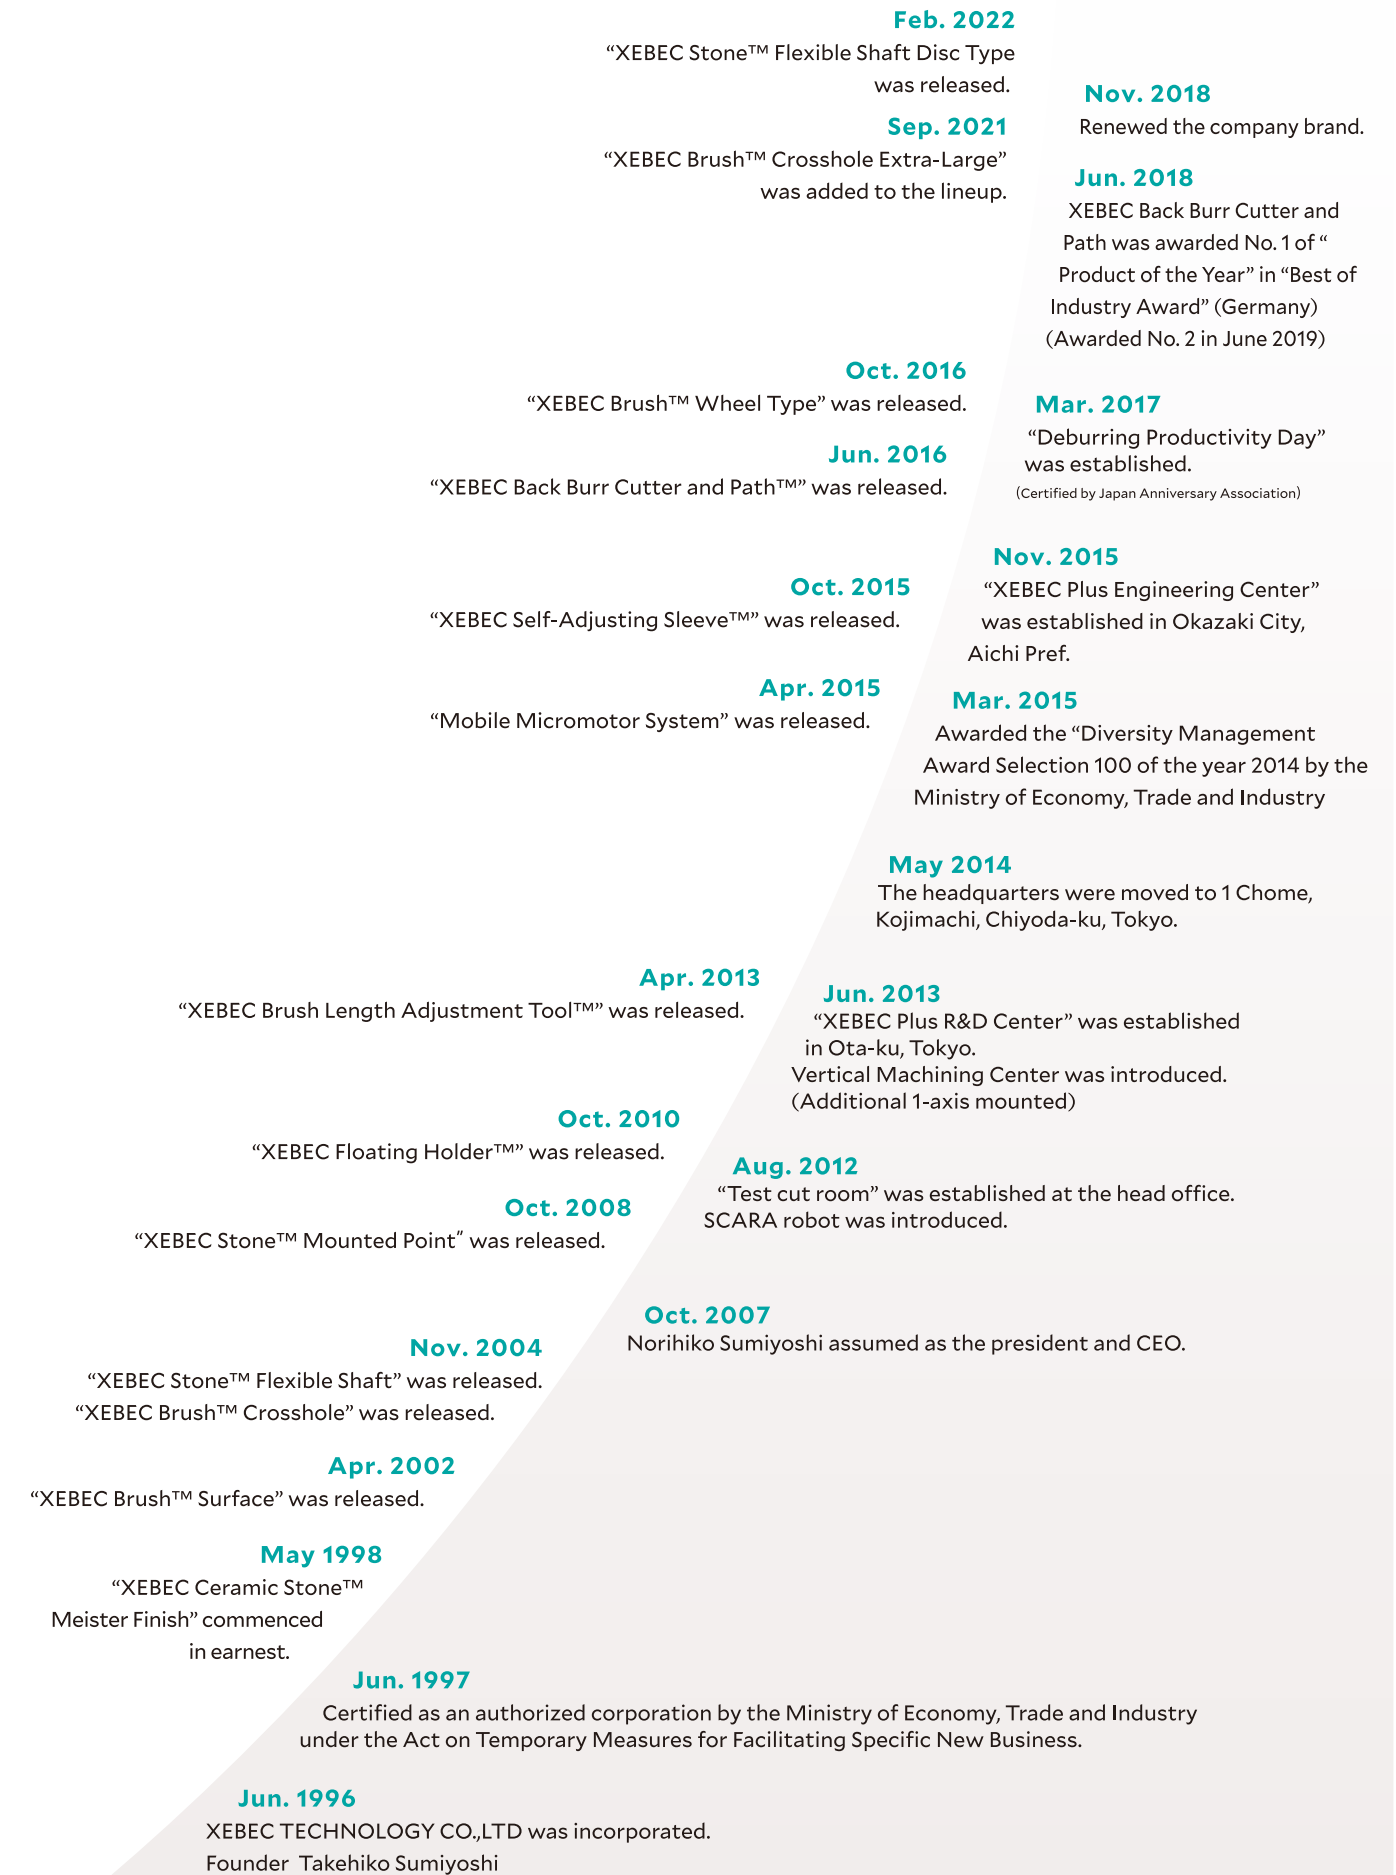 Feb. 2022
“XEBEC Stone™ Flexible Shaft Disc Type
was released.
Sep. 2021
“XEBEC Brush™ Crosshole Extra-Large”
was added to the lineup.
Nov. 2018
Renewed the company brand.
Jun. 2018
XEBEC Back Burr Cutter and
Path was awarded No. 1 of “
Product of the Year” in “Best of
Industry Award” (Germany)
(Awarded No. 2 in June 2019)
Oct. 2016
“XEBEC Brush™ Wheel Type” was released.
Jun. 2016
“XEBEC Back Burr Cutter and Path™” was released.
Mar. 2017
“Deburring Productivity Day”
was established.
(Certified by Japan Anniversary Association)
Oct. 2015
“XEBEC Self-Adjusting Sleeve™” was released.
Nov. 2015
“XEBEC Plus Engineering Center”
was established in Okazaki City,
Aichi Pref.
Apr. 2015
“Mobile Micromotor System” was released.
Mar. 2015
Awarded the “Diversity Management
Award Selection 100 of the year 2014 by the
Ministry of Economy, Trade and Industry
May 2014
The headquarters were moved to 1 Chome,
Kojimachi, Chiyoda-ku, Tokyo.
Apr. 2013
“XEBEC Brush Length Adjustment Tool™” was released.
Jun. 2013
“XEBEC Plus R&D Center” was established
in Ota-ku, Tokyo.
Vertical Machining Center was introduced.
(Additional 1-axis mounted)
Oct. 2010
“XEBEC Floating Holder™” was released.
Aug. 2012
“Test cut room” was established at the head office.
SCARA robot was introduced.
Oct. 2008
“XEBEC Stone™ Mounted Point″ was released.
Oct. 2007
Norihiko Sumiyoshi assumed as the president and CEO.
Nov. 2004
“XEBEC Stone™ Flexible Shaft” was released.
“XEBEC Brush™ Crosshole” was released.
Apr. 2002
“XEBEC Brush™ Surface” was released.
May 1998
“XEBEC Ceramic Stone™
Meister Finish” commenced
in earnest.
Jun. 1997
Certified as an authorized corporation by the Ministry of Economy, Trade and Industry
under the Act on Temporary Measures for Facilitating Specific New Business.
Jun. 1996
XEBEC TECHNOLOGY CO.,LTD was incorporated.
Founder Takehiko Sumiyoshi